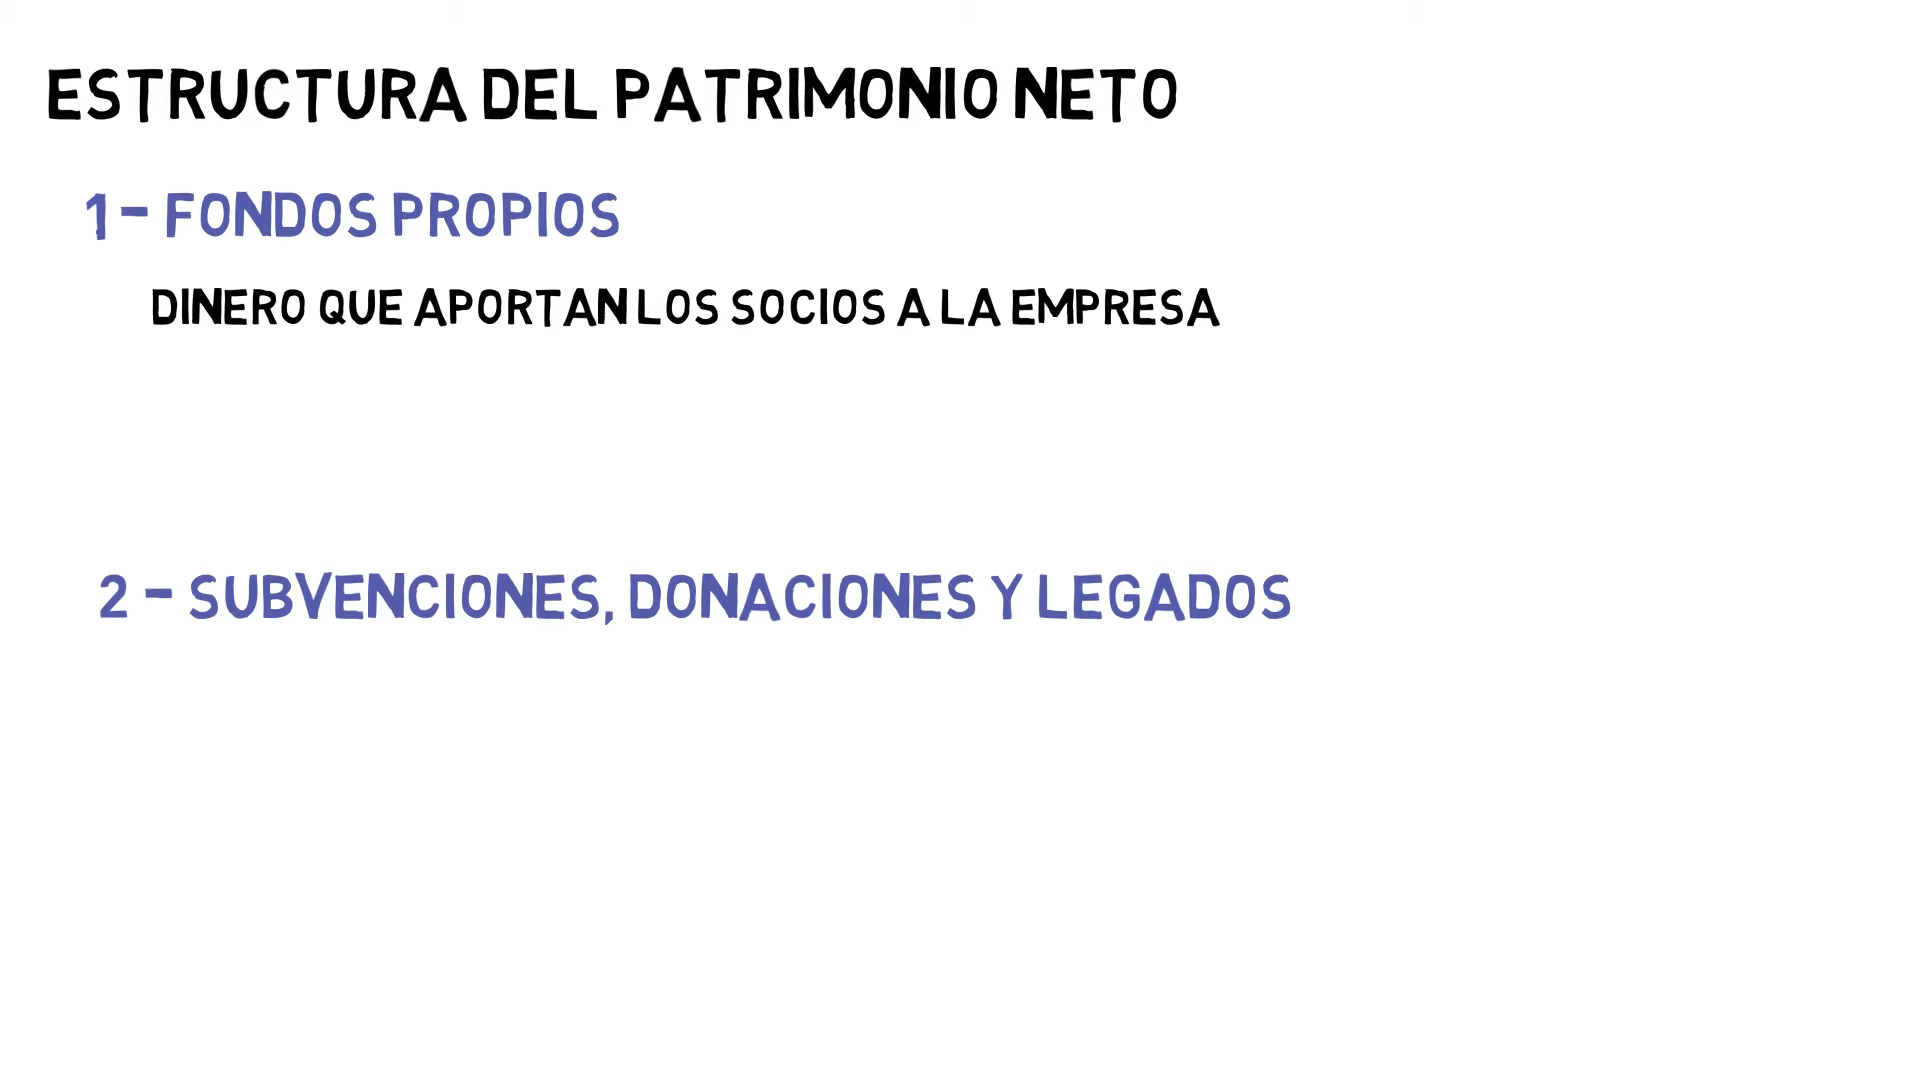 ESTRUCTURA DEL PATRIMONIO NETO
1 - FONDOS PROPIOS
DINERO QUE APORTAN LOS SOCIOS A LA EMPRESA
2 - SUBVENCIONES, DONACIONES Y LEGADOS